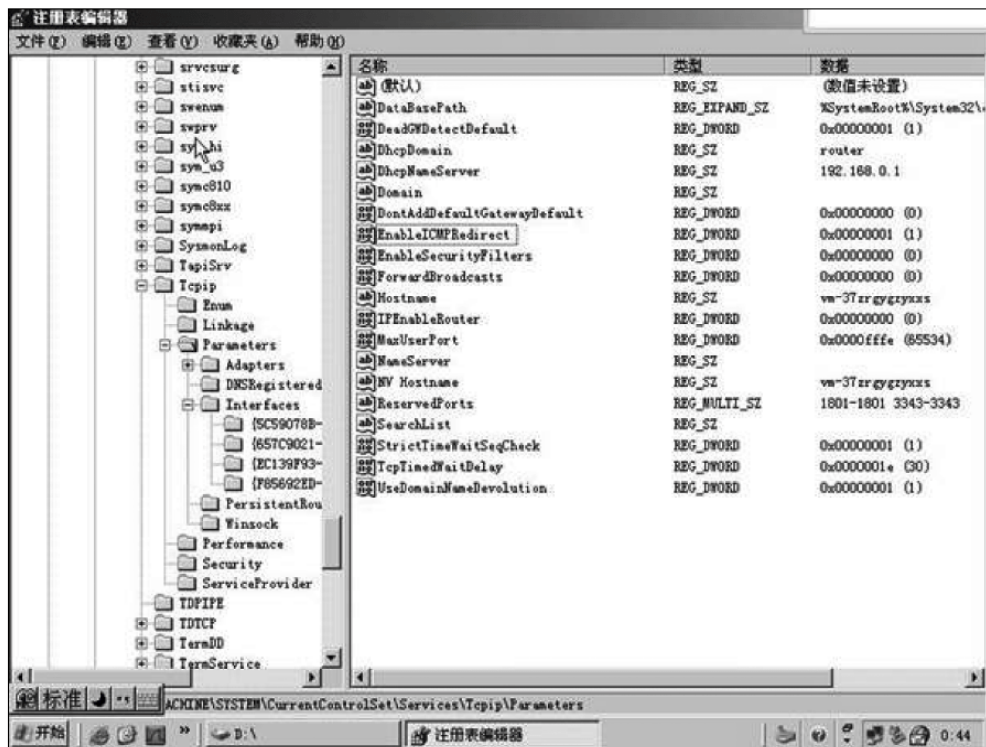 注册表编辑器
文件(F) 编辑(E) 查看(V) 收藏夹(A) 帮助(H)
srvcsurg
stisvc
swenum
swprv
sym_u3
symc810
symc8xx
symmpi
SysmonLog
TapiSrv
Tcpip
Enum
Linkage
Parameters
Adapters
DNSRegistered
Interfaces
{5C59078B-
{657C9021-
{EC139F93-
{F85692ED-
PersistentRou
Winsock
Performance
Security
ServiceProvider
TDPIPE
TDTCP
TermDD
TermService
名称 类型 数据
(默认) REG_SZ (数值未设置)
DataBasePath REG_EXPAND_SZ %SystemRoot%\System32\
DeadGWDetectDefault REG_DWORD 0x00000001 (1)
DhcpDomain REG_SZ router
DhcpNameServer REG_SZ 192.168.0.1
Domain REG_SZ
DontAddDefaultGatewayDefault REG_DWORD 0x00000000 (0)
EnableICMPRedirect REG_DWORD 0x00000001 (1)
EnableSecurityFilters REG_DWORD 0x00000000 (0)
ForwardBroadcasts REG_DWORD 0x00000000 (0)
Hostname REG_SZ vm-37zrgygzyxxs
IPEnableRouter REG_DWORD 0x00000000 (0)
MaxUserPort REG_DWORD 0x0000fffe (65534)
NameServer REG_SZ
NV Hostname REG_SZ vm-37zrgygzyxxs
ReservedPorts REG_MULTI_SZ 1801-1801 3343-3343
SearchList REG_SZ
StrictTimeWaitSeqCheck REG_DWORD 0x00000001 (1)
TcpTimedWaitDelay REG_DWORD 0x0000001e (30)
UseDomainNameDevolution REG_DWORD 0x00000001 (1)
标准 ACHINE\SYSTEM\CurrentControlSet\Services\Tcpip\Parameters
开始 » D:\ 注册表编辑器 0:44